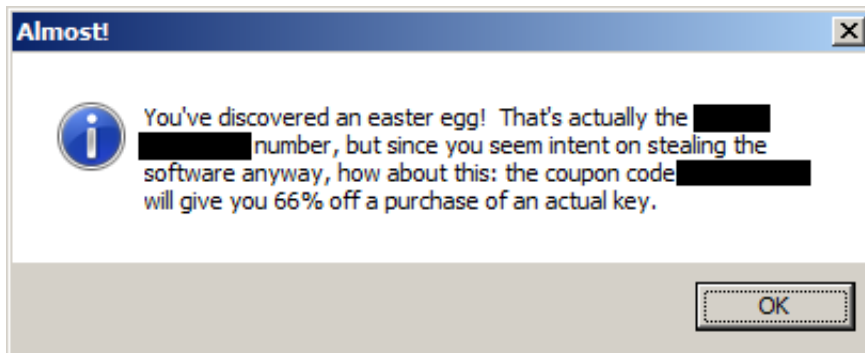 Almost!
You've discovered an easter egg!  That's actually the
number, but since you seem intent on stealing the
software anyway, how about this: the coupon code
will give you 66% off a purchase of an actual key.
OK